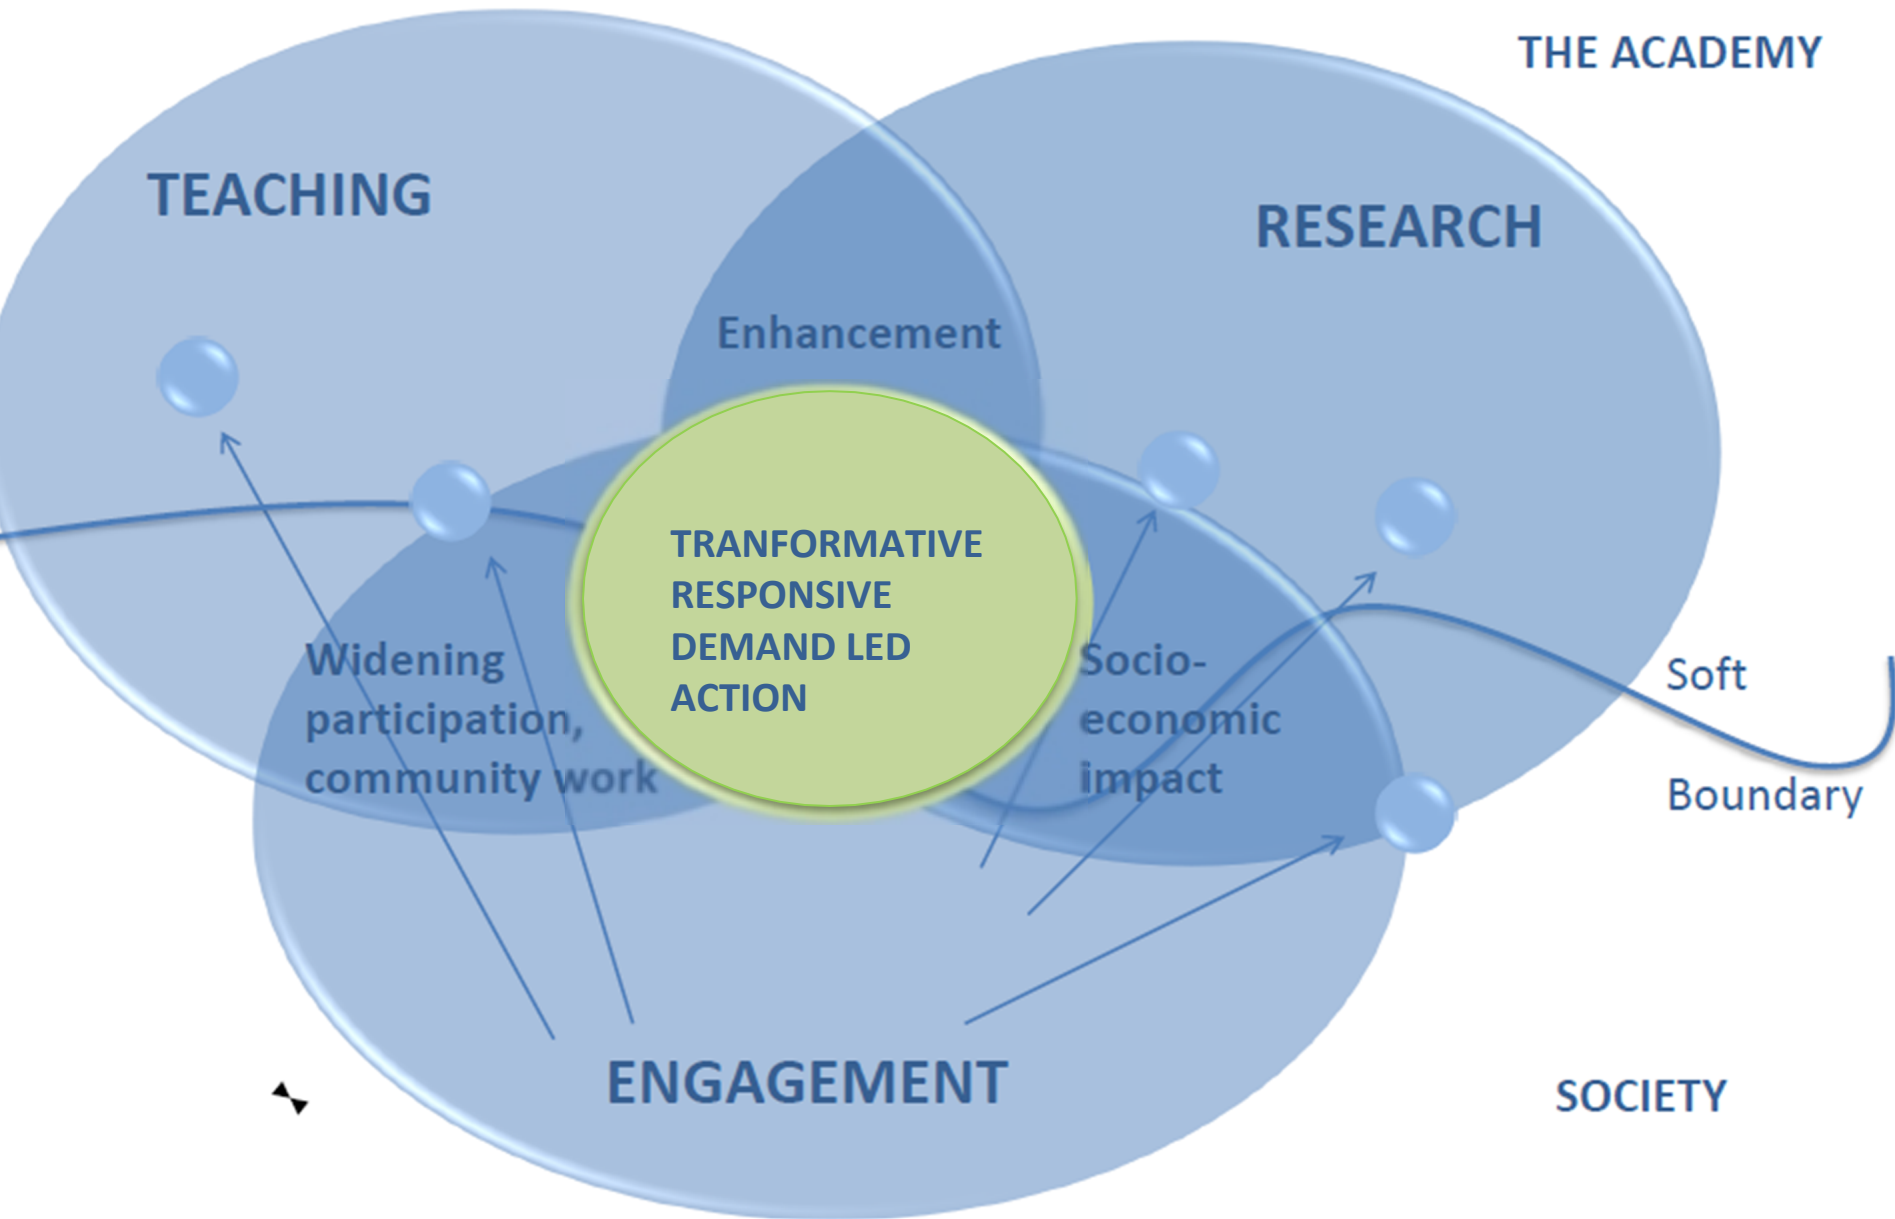 THE ACADEMY
TEACHING
RESEARCH
Enhancement
TRANFORMATIVE
RESPONSIVE
DEMAND LED
ACTION
Widening
participation,
community work
Socio-
economic
impact
Soft
Boundary
ENGAGEMENT
SOCIETY